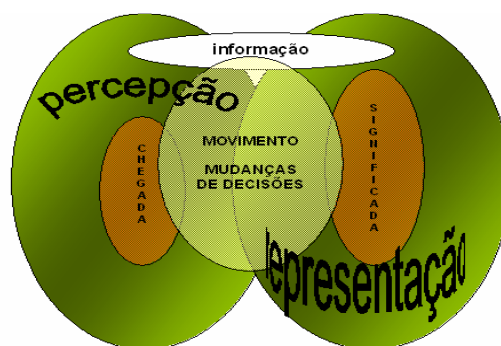 informação
percepção
MOVIMENTO
MUDANÇAS
DE DECISÕES
CHEGADA
SIGNIFICADA
representação